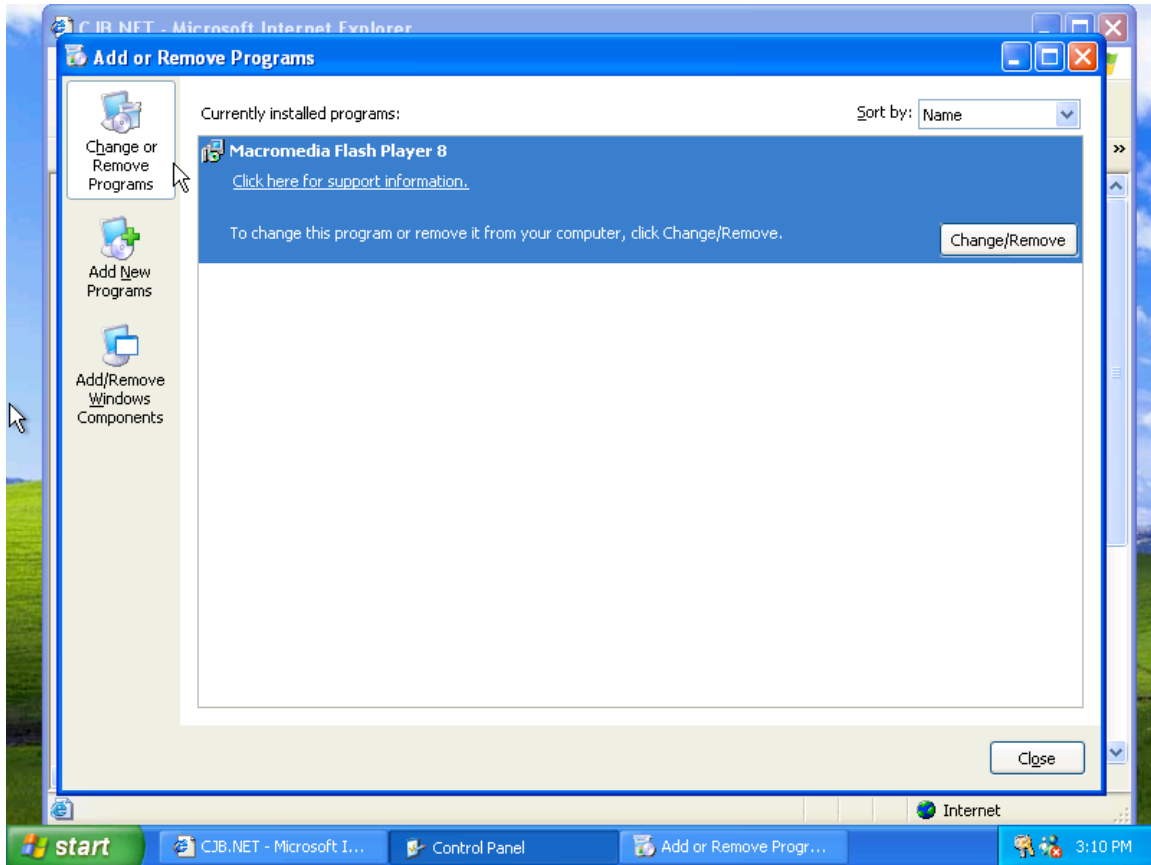 CJB.NET - Microsoft Internet Explorer
Add or Remove Programs
Change or
Remove
Programs
Add New
Programs
Add/Remove
Windows
Components
Currently installed programs:
Sort by: Name
Macromedia Flash Player 8
Click here for support information.
To change this program or remove it from your computer, click Change/Remove.
Change/Remove
»
Close
Internet
start
CJB.NET - Microsoft I...
Control Panel
Add or Remove Progr...
3:10 PM